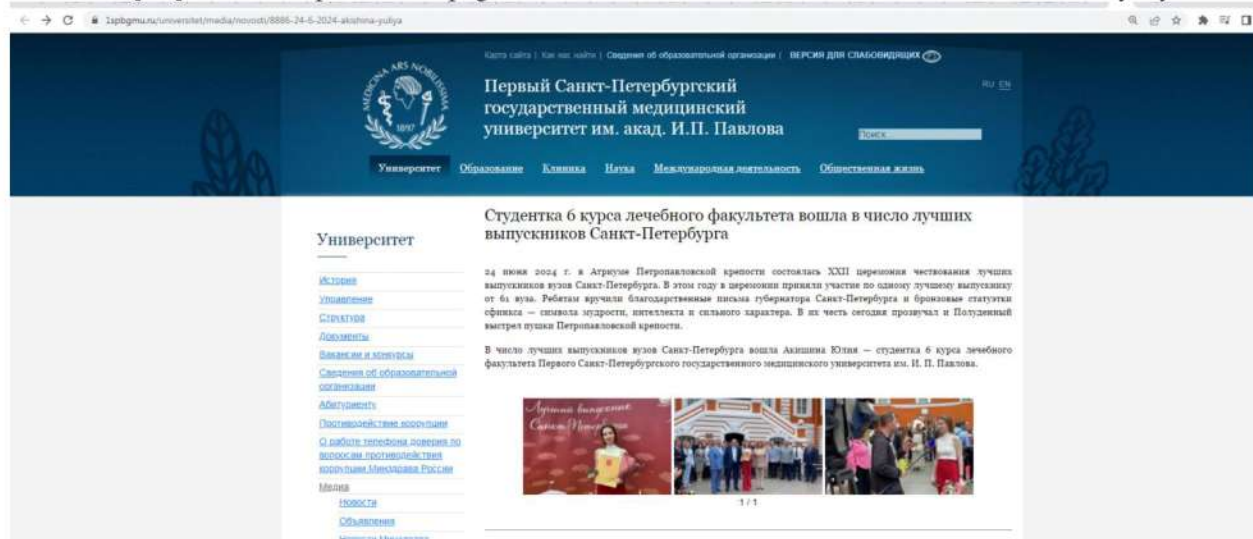 1spbgmu.ru/universitet/media/novosti/8886-24-6-2024-akishina-yuliya
Карта сайта | Как нас найти | Сведения об образовательной организации | ВЕРСИЯ ДЛЯ СЛАБОВИДЯЩИХ
MEDICINA ARS NOBILISSIMA
1897
Первый Санкт-Петербургский
государственный медицинский
университет им. акад. И.П. Павлова
RU EN
Поиск...
Университет Образование Клиника Наука Международная деятельность Общественная жизнь
Университет
История
Управление
Структура
Документы
Вакансии и конкурсы
Сведения об образовательной
организации
Абитуриенту
Противодействие коррупции
О работе телефона доверия по
вопросам противодействия
коррупции Минздрава России
Медиа
Новости
Объявления
Студентка 6 курса лечебного факультета вошла в число лучших
выпускников Санкт-Петербурга
24 июня 2024 г. в Атриуме Петропавловской крепости состоялась XXII церемония чествования лучших
выпускников вузов Санкт-Петербурга. В этом году в церемонии приняли участие по одному лучшему выпускнику
от 61 вуза. Ребятам вручили благодарственные письма губернатора Санкт-Петербурга и бронзовые статуэтки
сфинкса — символа мудрости, интеллекта и сильного характера. В их честь сегодня прозвучал и Полуденный
выстрел пушки Петропавловской крепости.
В число лучших выпускников вузов Санкт-Петербурга вошла Акишина Юлия — студентка 6 курса лечебного
факультета Первого Санкт-Петербургского государственного медицинского университета им. И. П. Павлова.
1 / 1